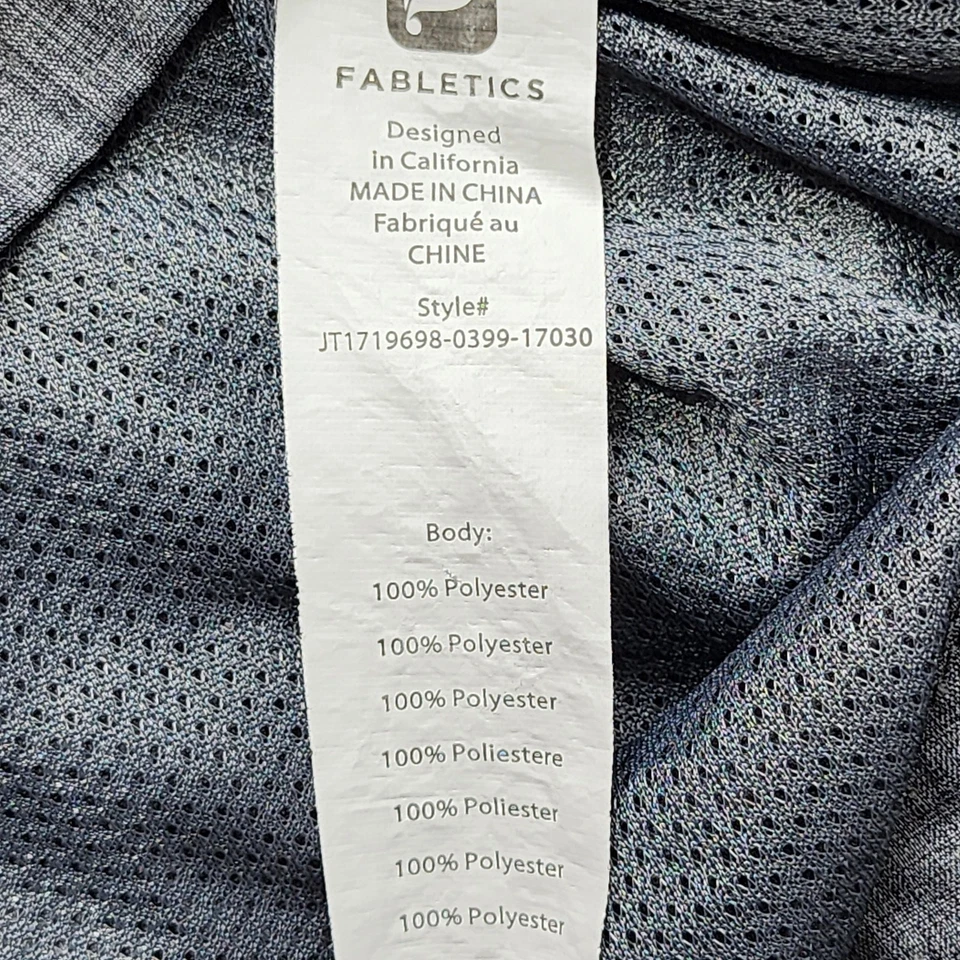 FABLETICS
Designed
in California
MADE IN CHINA
Fabriqué au
CHINE
Style#
JT1719698-0399-17030
Body:
100% Polyester
100% Polyester
100% Polyester
100% Poliestere
100% Poliester
100% Polyester
100% Polyester